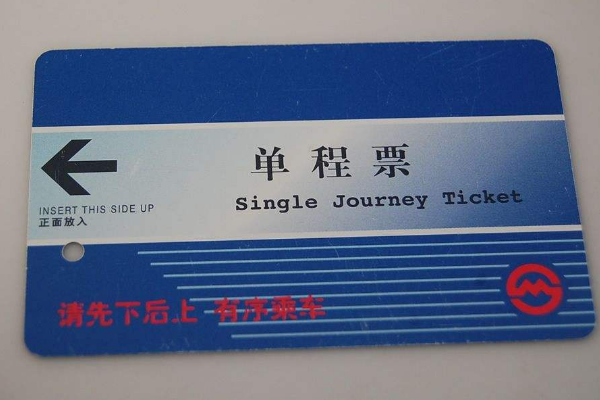 单程票
Single Journey Ticket
INSERT THIS SIDE UP
正面放入
请先下后上 有序乘车